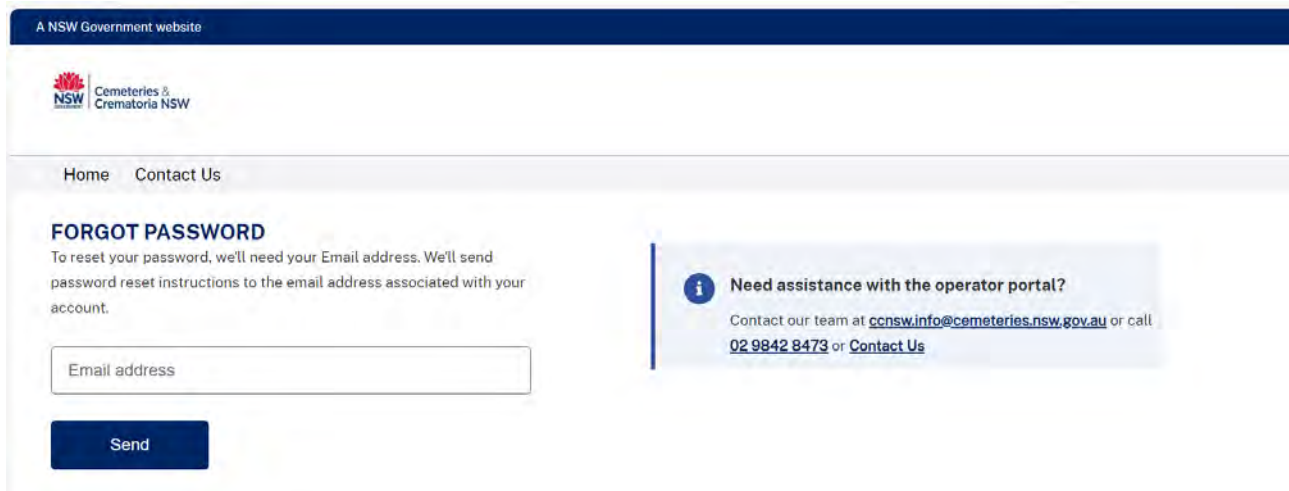 A NSW Government website
NSW
GOVERNMENT
Cemeteries &
Crematoria NSW
Home Contact Us
FORGOT PASSWORD
To reset your password, we'll need your Email address. We'll send
password reset instructions to the email address associated with your
account.
Email address
Send
i
Need assistance with the operator portal?
Contact our team at ccnsw.info@cemeteries.nsw.gov.au or call
02 9842 8473 or Contact Us